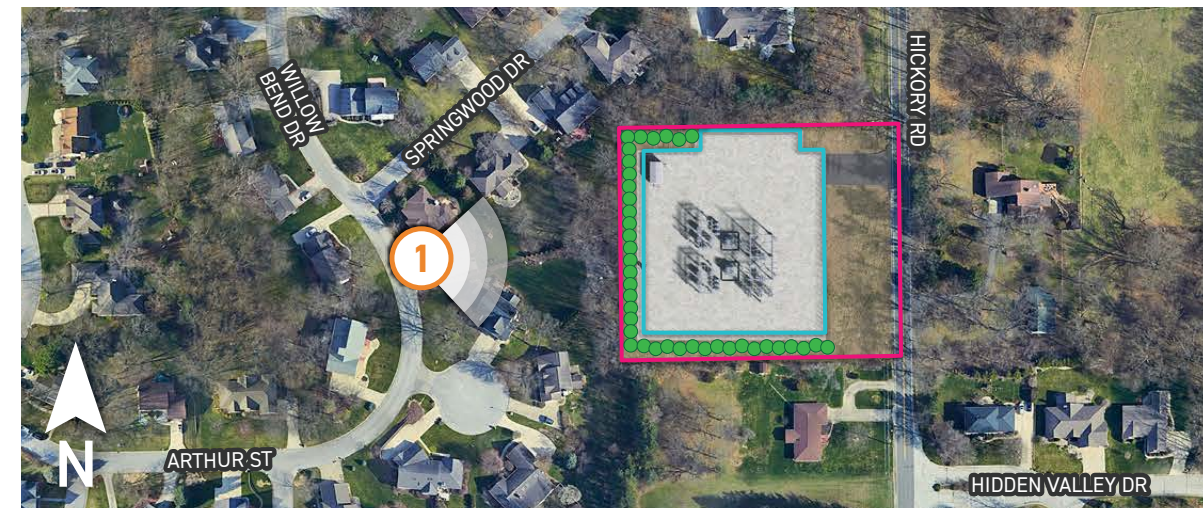 WILLOW
BEND DR
SPRINGWOOD DR
HICKORY RD
1
N
ARTHUR ST
HIDDEN VALLEY DR